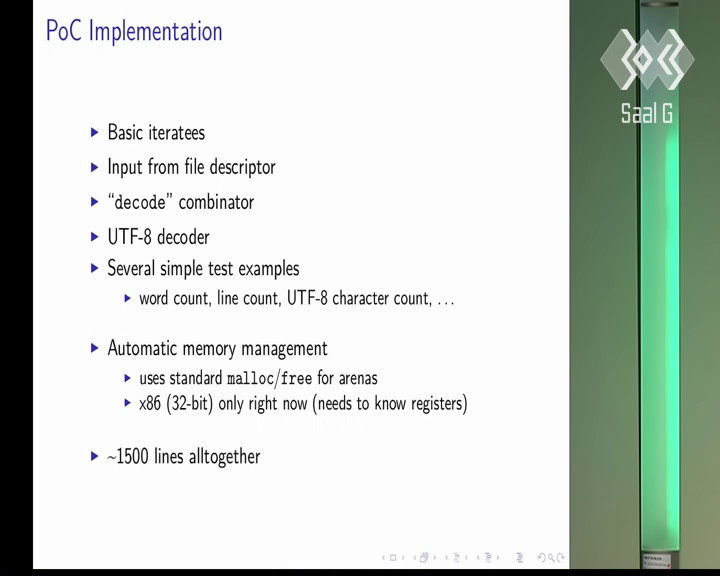 PoC Implementation
Saal G
Basic iteratees
Input from file descriptor
“decode” combinator
UTF-8 decoder
Several simple test examples
word count, line count, UTF-8 character count, ...
Automatic memory management
uses standard malloc/free for arenas
x86 (32-bit) only right now (needs to know registers)
~1500 lines alltogether